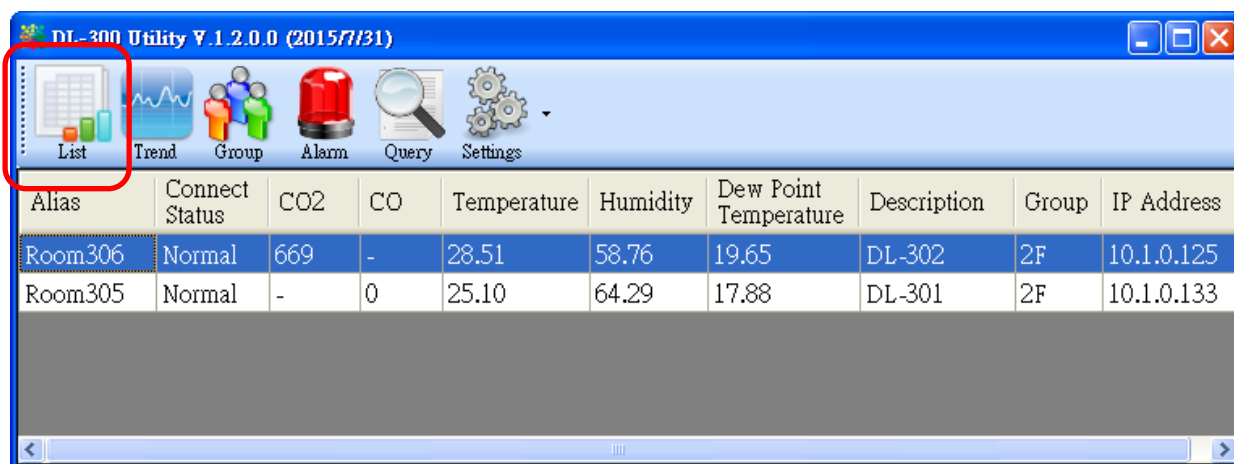 DL-300 Utility V.1.2.0.0 (2015/7/31)
List Trend Group Alarm Query Settings
Alias Connect Status CO2 CO Temperature Humidity Dew Point Temperature Description Group IP Address
Room306 Normal 669 - 28.51 58.76 19.65 DL-302 2F 10.1.0.125
Room305 Normal - 0 25.10 64.29 17.88 DL-301 2F 10.1.0.133